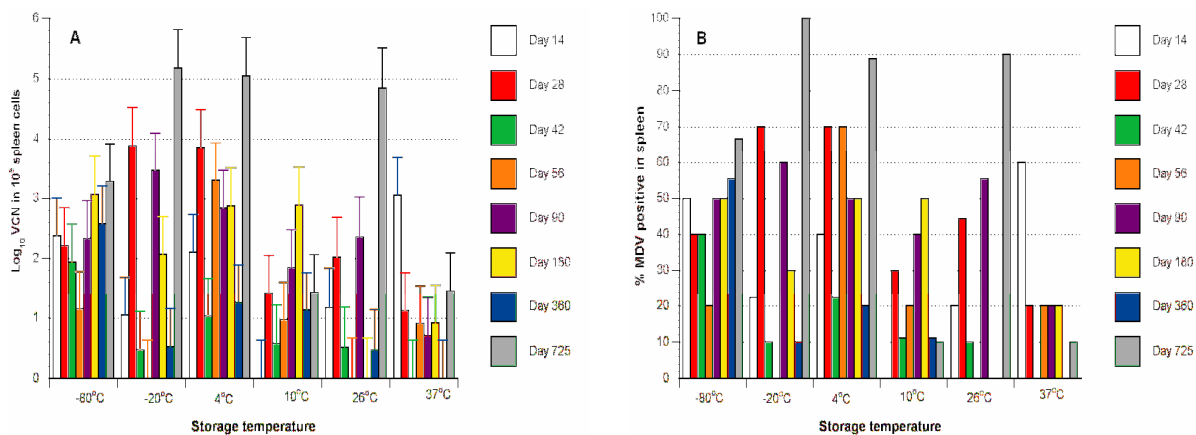 6
5
4
3
2
1
0
Log₁₀ VCN in spleen cells
A
-80°C
-20°C
4°C
10°C
26°C
37°C
Storage temperature
Day 14
Day 28
Day 42
Day 56
Day 90
Day 180
Day 360
Day 725
100
90
80
70
60
50
40
30
20
10
0
% MDV positive in spleen
B
-80°C
-20°C
4°C
10°C
26°C
37°C
Storage temperature
Day 14
Day 28
Day 42
Day 56
Day 90
Day 180
Day 360
Day 725